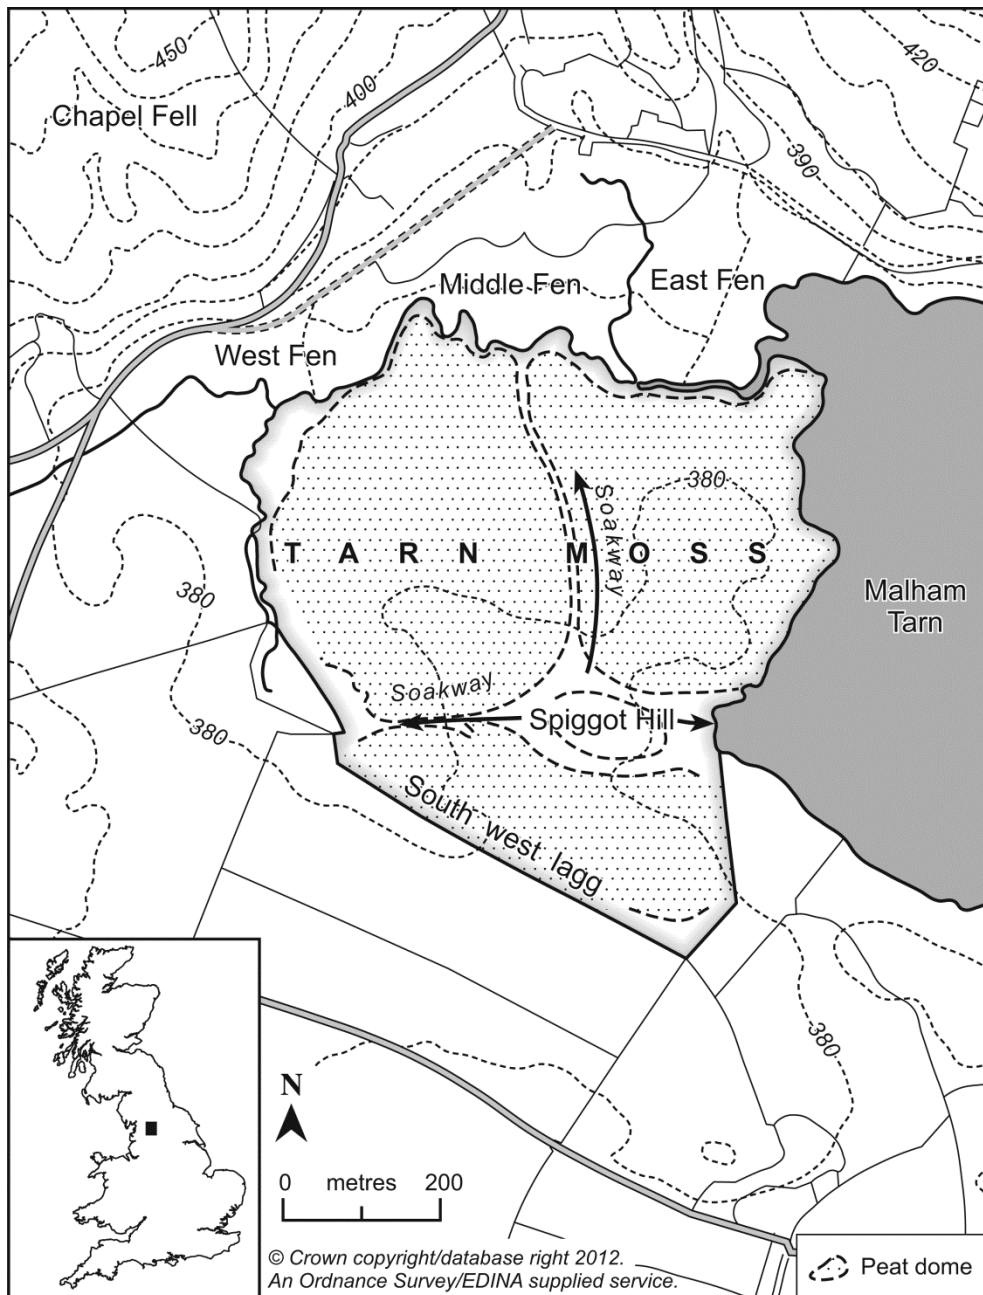 450
400
420
Chapel Fell
390
Middle Fen
East Fen
West Fen
380
Soakway
TARN MOSS
380
Malham
Tarn
Soakway
Spiggot Hill
380
South west lagg
380
N
0 metres 200
© Crown copyright/database right 2012.
An Ordnance Survey/EDINA supplied service.
Peat dome